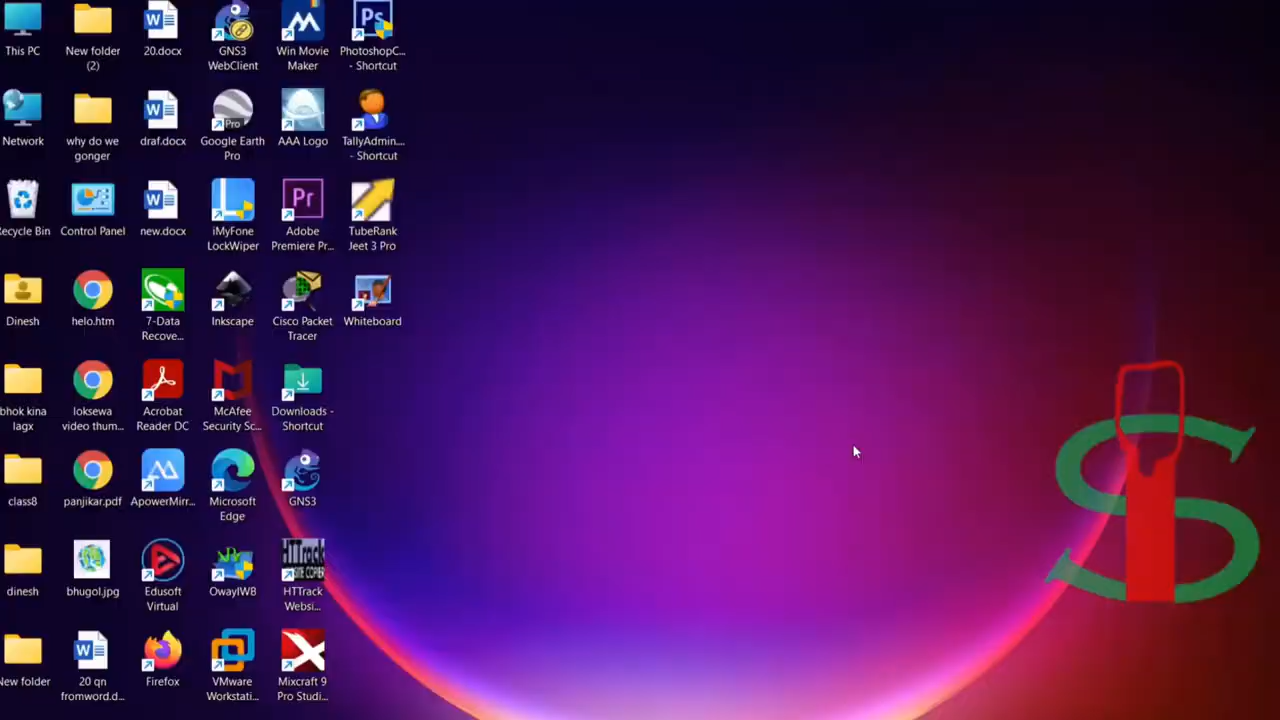 This PC
New folder
(2)
20.docx
GNS3
WebClient
Win Movie
Maker
PhotoshopC...
- Shortcut
Network
why do we
gonger
draf.docx
Google Earth
Pro
AAA Logo
TallyAdmin...
- Shortcut
Recycle Bin
Control Panel
new.docx
iMyFone
LockWiper
Adobe
Premiere Pr...
TubeRank
Jeet 3 Pro
Dinesh
helo.htm
7-Data
Recove...
Inkscape
Cisco Packet
Tracer
Whiteboard
bhok kina
lagx
loksewa
video thum...
Acrobat
Reader DC
McAfee
Security Sc...
Downloads -
Shortcut
class8
panjikar.pdf
ApowerMirr...
Microsoft
Edge
GNS3
dinesh
bhugol.jpg
Edusoft
Virtual
OwayIWB
HTTrack
Websi...
New folder
20 qn
fromword.d...
Firefox
VMware
Workstati...
Mixcraft 9
Pro Studi...